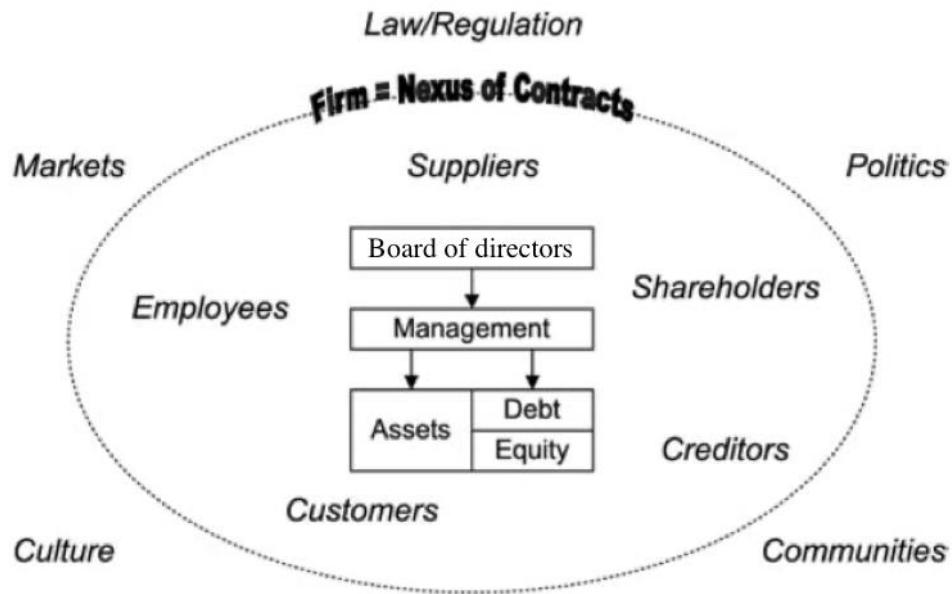 Law/Regulation
Firm = Nexus of Contracts
Markets
Suppliers
Politics
Board of directors
Employees
Shareholders
Management
Assets
Debt
Equity
Creditors
Customers
Culture
Communities